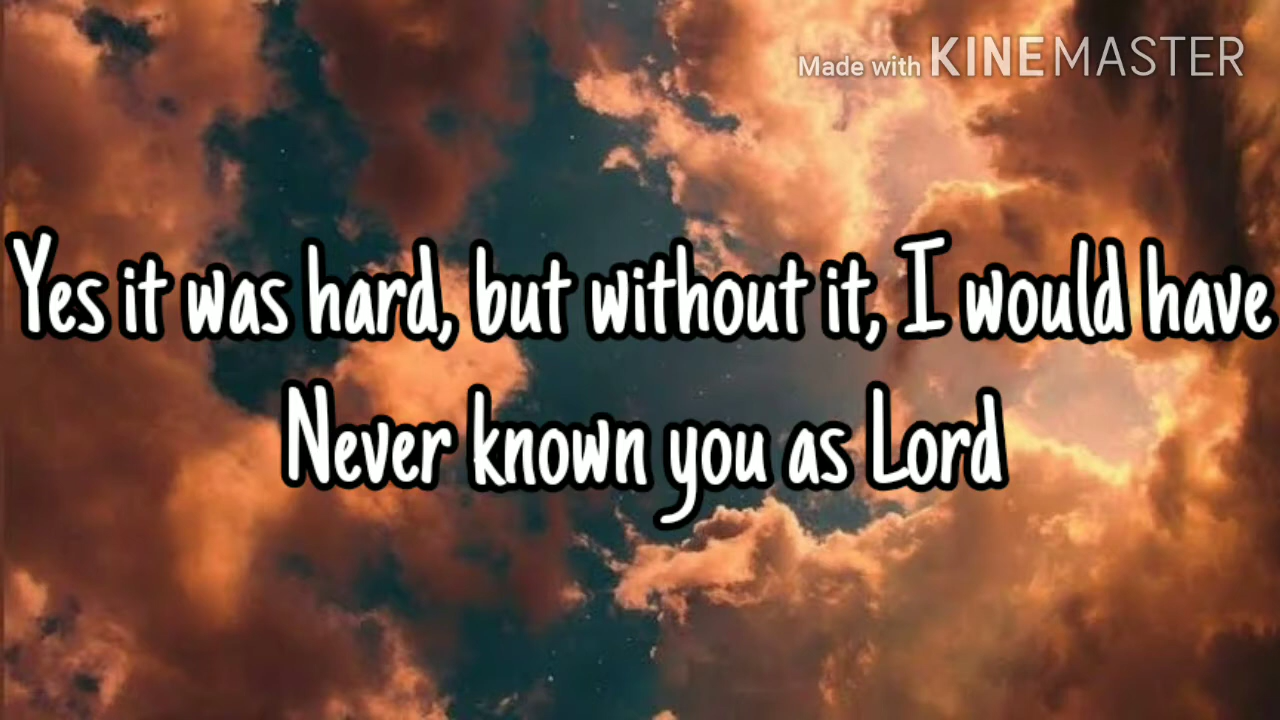 Made with KINEMASTER
Yes it was hard, but without it, I would have
Never known you as Lord